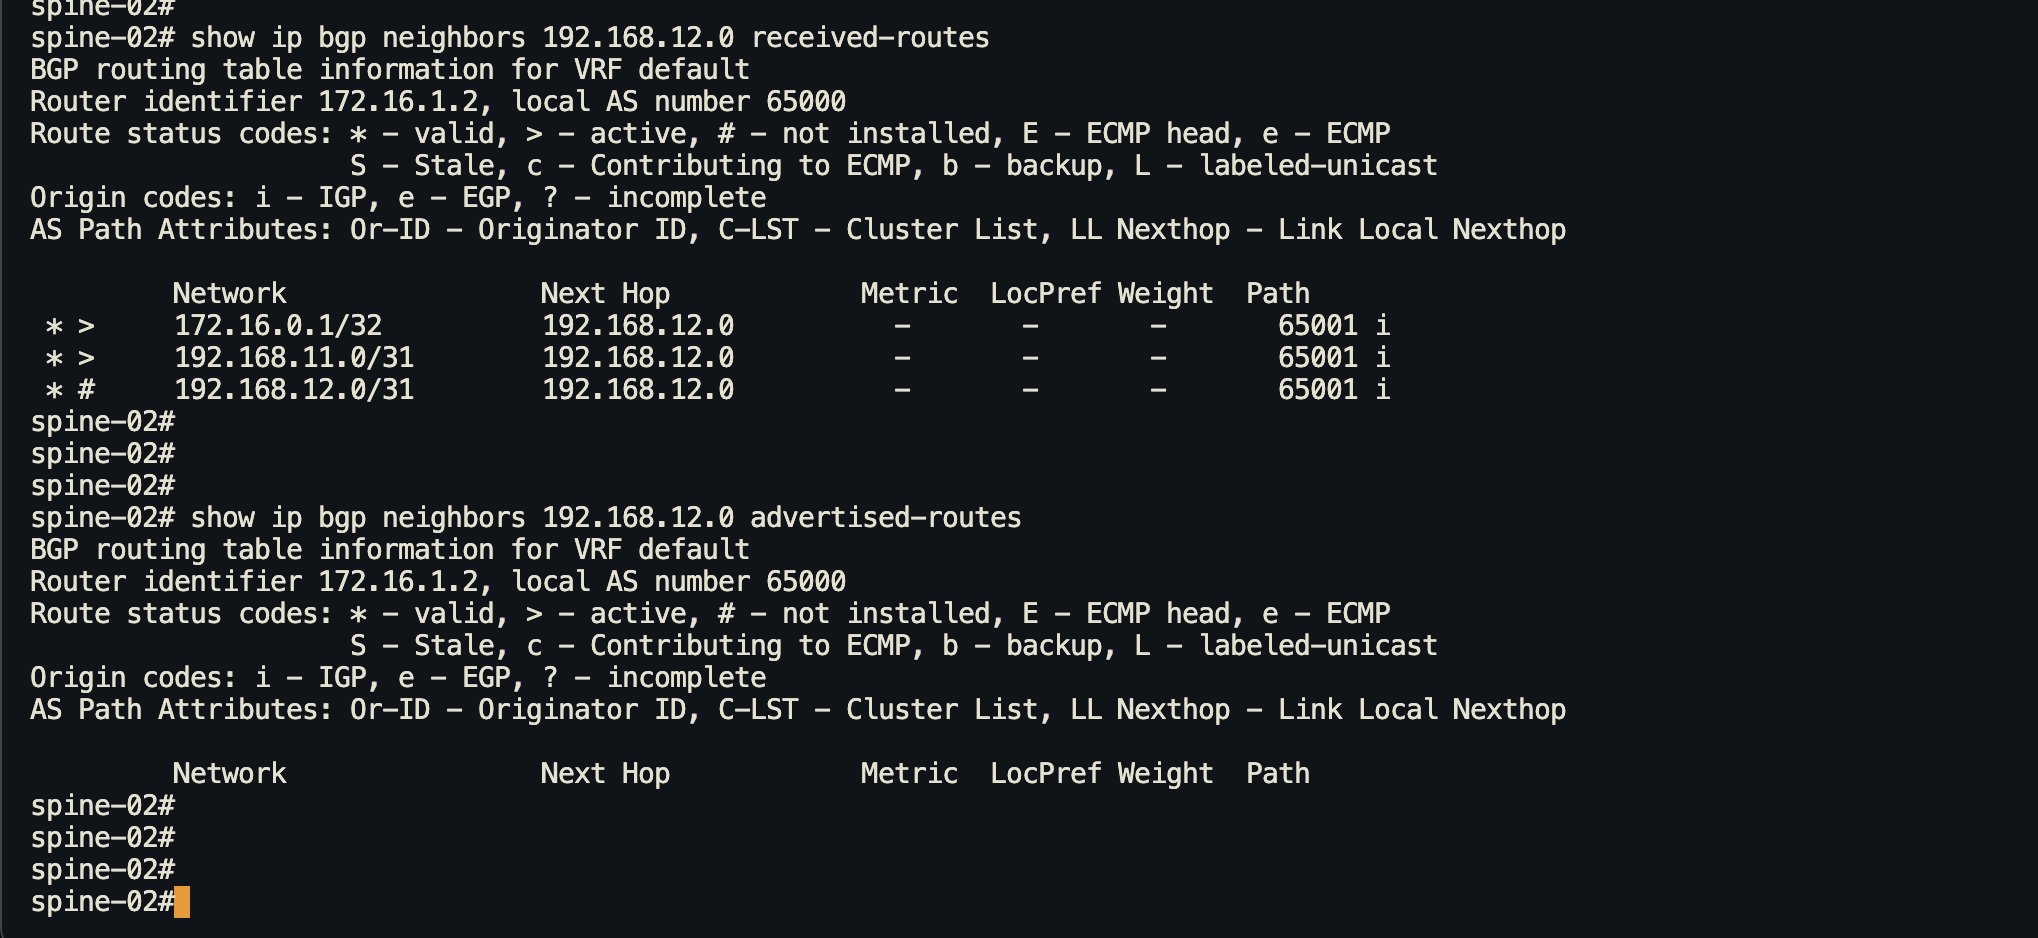 spine-02#
spine-02# show ip bgp neighbors 192.168.12.0 received-routes
BGP routing table information for VRF default
Router identifier 172.16.1.2, local AS number 65000
Route status codes: * - valid, > - active, # - not installed, E - ECMP head, e - ECMP
                    S - Stale, c - Contributing to ECMP, b - backup, L - labeled-unicast
Origin codes: i - IGP, e - EGP, ? - incomplete
AS Path Attributes: Or-ID - Originator ID, C-LST - Cluster List, LL Nexthop - Link Local Nexthop

         Network                Next Hop            Metric  LocPref Weight  Path
 * >     172.16.0.1/32          192.168.12.0          -       -       -       65001 i
 * >     192.168.11.0/31        192.168.12.0          -       -       -       65001 i
 * #     192.168.12.0/31        192.168.12.0          -       -       -       65001 i
spine-02#
spine-02#
spine-02#
spine-02# show ip bgp neighbors 192.168.12.0 advertised-routes
BGP routing table information for VRF default
Router identifier 172.16.1.2, local AS number 65000
Route status codes: * - valid, > - active, # - not installed, E - ECMP head, e - ECMP
                    S - Stale, c - Contributing to ECMP, b - backup, L - labeled-unicast
Origin codes: i - IGP, e - EGP, ? - incomplete
AS Path Attributes: Or-ID - Originator ID, C-LST - Cluster List, LL Nexthop - Link Local Nexthop

         Network                Next Hop            Metric  LocPref Weight  Path
spine-02#
spine-02#
spine-02#
spine-02#